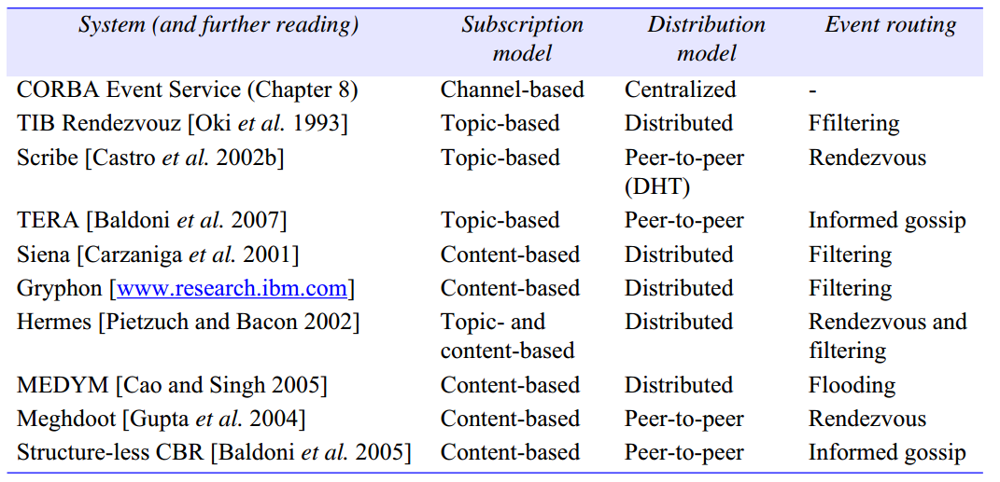 System (and further reading) Subscription model Distribution model Event routing
CORBA Event Service (Chapter 8) Channel-based Centralized -
TIB Rendezvouz [Oki et al. 1993] Topic-based Distributed Ffiltering
Scribe [Castro et al. 2002b] Topic-based Peer-to-peer (DHT) Rendezvous
TERA [Baldoni et al. 2007] Topic-based Peer-to-peer Informed gossip
Siena [Carzaniga et al. 2001] Content-based Distributed Filtering
Gryphon [www.research.ibm.com] Content-based Distributed Filtering
Hermes [Pietzuch and Bacon 2002] Topic- and content-based Distributed Rendezvous and filtering
MEDYM [Cao and Singh 2005] Content-based Distributed Flooding
Meghdoot [Gupta et al. 2004] Content-based Peer-to-peer Rendezvous
Structure-less CBR [Baldoni et al. 2005] Content-based Peer-to-peer Informed gossip